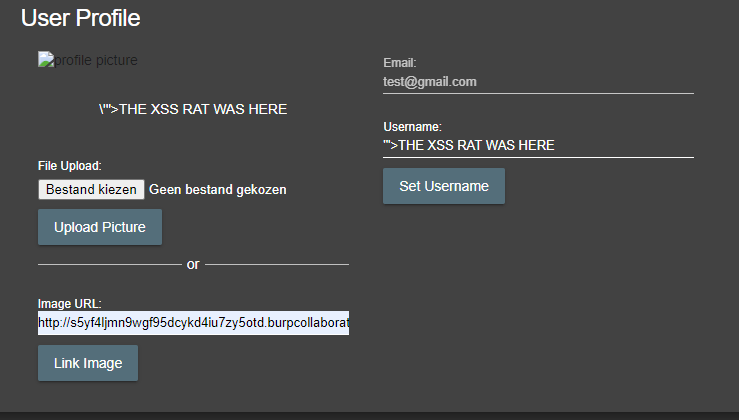 User Profile
profile picture
\'">THE XSS RAT WAS HERE
File Upload:
Bestand kiezen Geen bestand gekozen
Upload Picture
or
Image URL:
http://s5yf4ljmn9wgf95dcykd4iu7zy5otd.burpcollaborat
Link Image
Email:
test@gmail.com
Username:
'">THE XSS RAT WAS HERE
Set Username